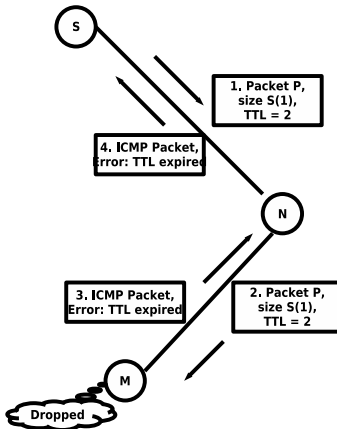 S
1. Packet P,
size S(1),
TTL = 2
4. ICMP Packet,
Error: TTL expired
N
3. ICMP Packet,
Error: TTL expired
2. Packet P,
size S(1),
TTL = 2
M
Dropped